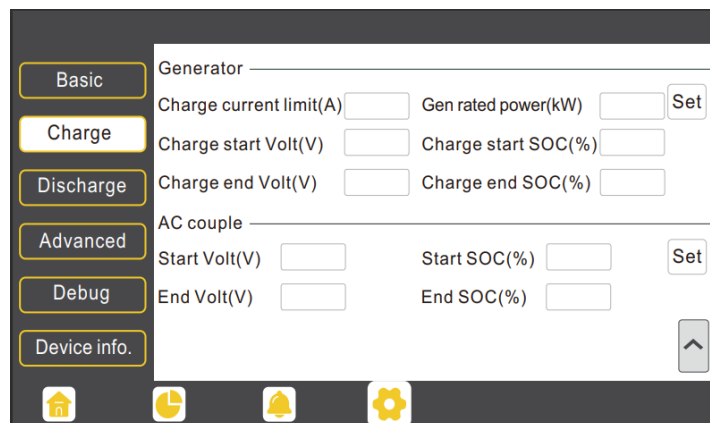 Basic
Charge
Discharge
Advanced
Debug
Device info.
Generator
Charge current limit(A) Gen rated power(kW) Set
Charge start Volt(V) Charge start SOC(%)
Charge end Volt(V) Charge end SOC(%)
AC couple
Start Volt(V) Start SOC(%) Set
End Volt(V) End SOC(%)